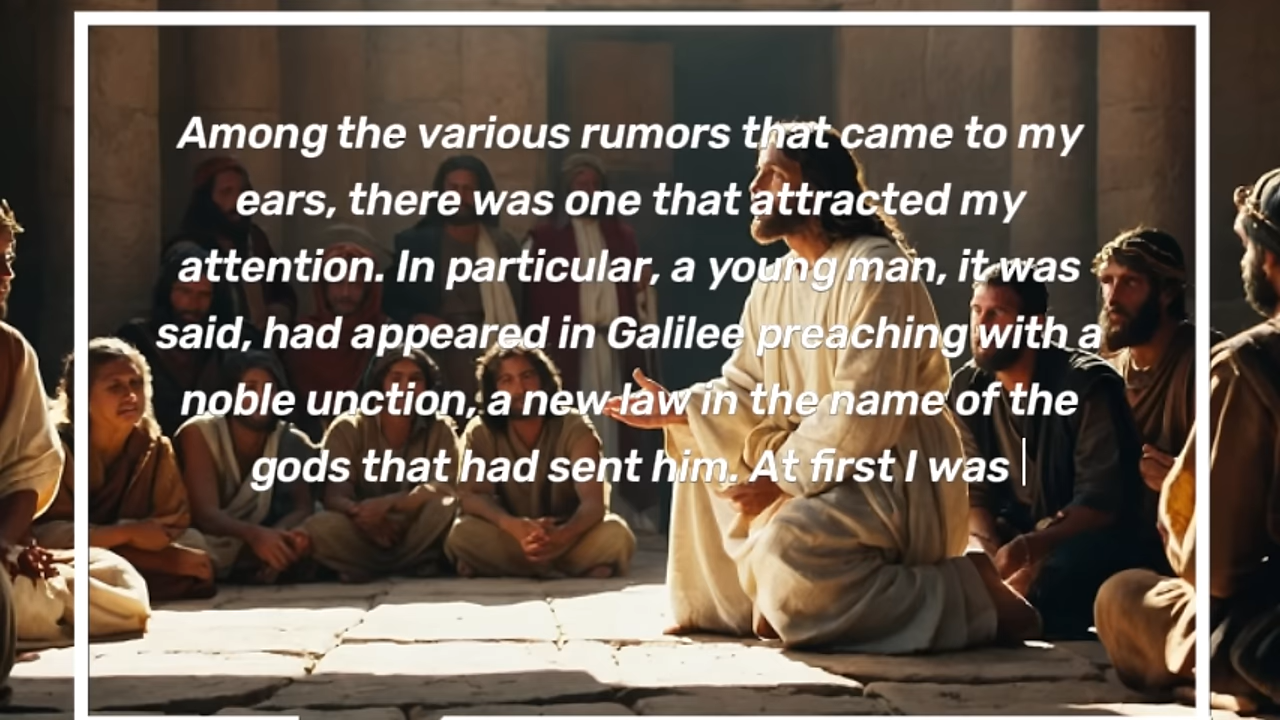 Among the various rumors that came to my
ears, there was one that attracted my
attention. In particular, a young man, it was
said, had appeared in Galilee preaching with a
noble unction, a new law in the name of the
gods that had sent him. At first I was